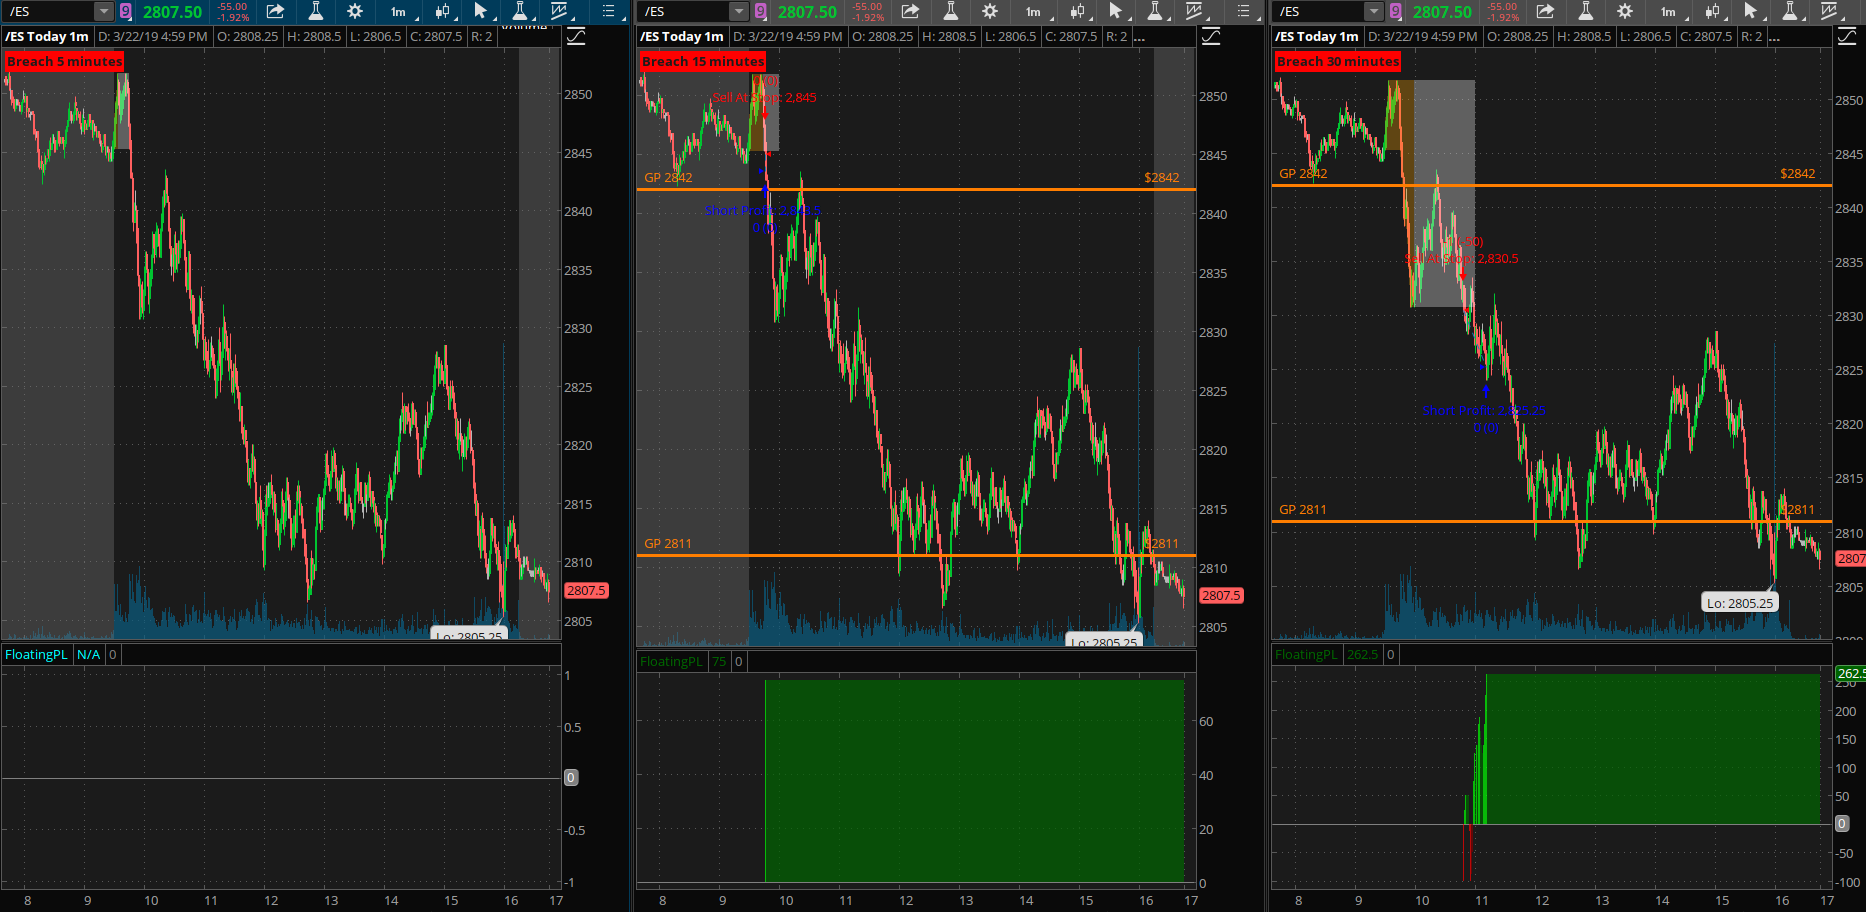 /ES 9 2807.50 -55.00 -1.92% 1m
/ES Today 1m D: 3/22/19 4:59 PM O: 2808.25 H: 2808.5 L: 2806.5 C: 2807.5 R: 2
Breach 5 minutes
2850
2845
2840
2835
2830
2825
2820
2815
2810
2807.5
2805
Lo: 2805.25
FloatingPL N/A 0
1
0.5
0
-0.5
-1
8 9 10 11 12 13 14 15 16 17
/ES 9 2807.50 -55.00 -1.92% 1m
/ES Today 1m D: 3/22/19 4:59 PM O: 2808.25 H: 2808.5 L: 2806.5 C: 2807.5 R: 2 ...
Breach 15 minutes
Sell At Stop: 2,845
2850
2845
GP 2842 $2842
Short Profit:
0 (0)
2840
2835
2830
2825
2820
2815
GP 2811 $2811
2810
2807.5
2805
Lo: 2805.25
FloatingPL 75 0
60
40
20
0
8 9 10 11 12 13 14 15 16 17
/ES 9 2807.50 -55.00 -1.92% 1m
/ES Today 1m D: 3/22/19 4:59 PM O: 2808.25 H: 2808.5 L: 2806.5 C: 2807.5 R: 2 ...
Breach 30 minutes
2850
2845
GP 2842 $2842
2840
2835
Sell At Stop: 2,830.5
2830
2825
Short Profit: 2,825.25
0 (0)
2820
2815
GP 2811 2811
2810
2807
2805
Lo: 2805.25
FloatingPL 262.5 0
262.5
250
200
150
100
50
0
-50
-100
8 9 10 11 12 13 14 15 16 17